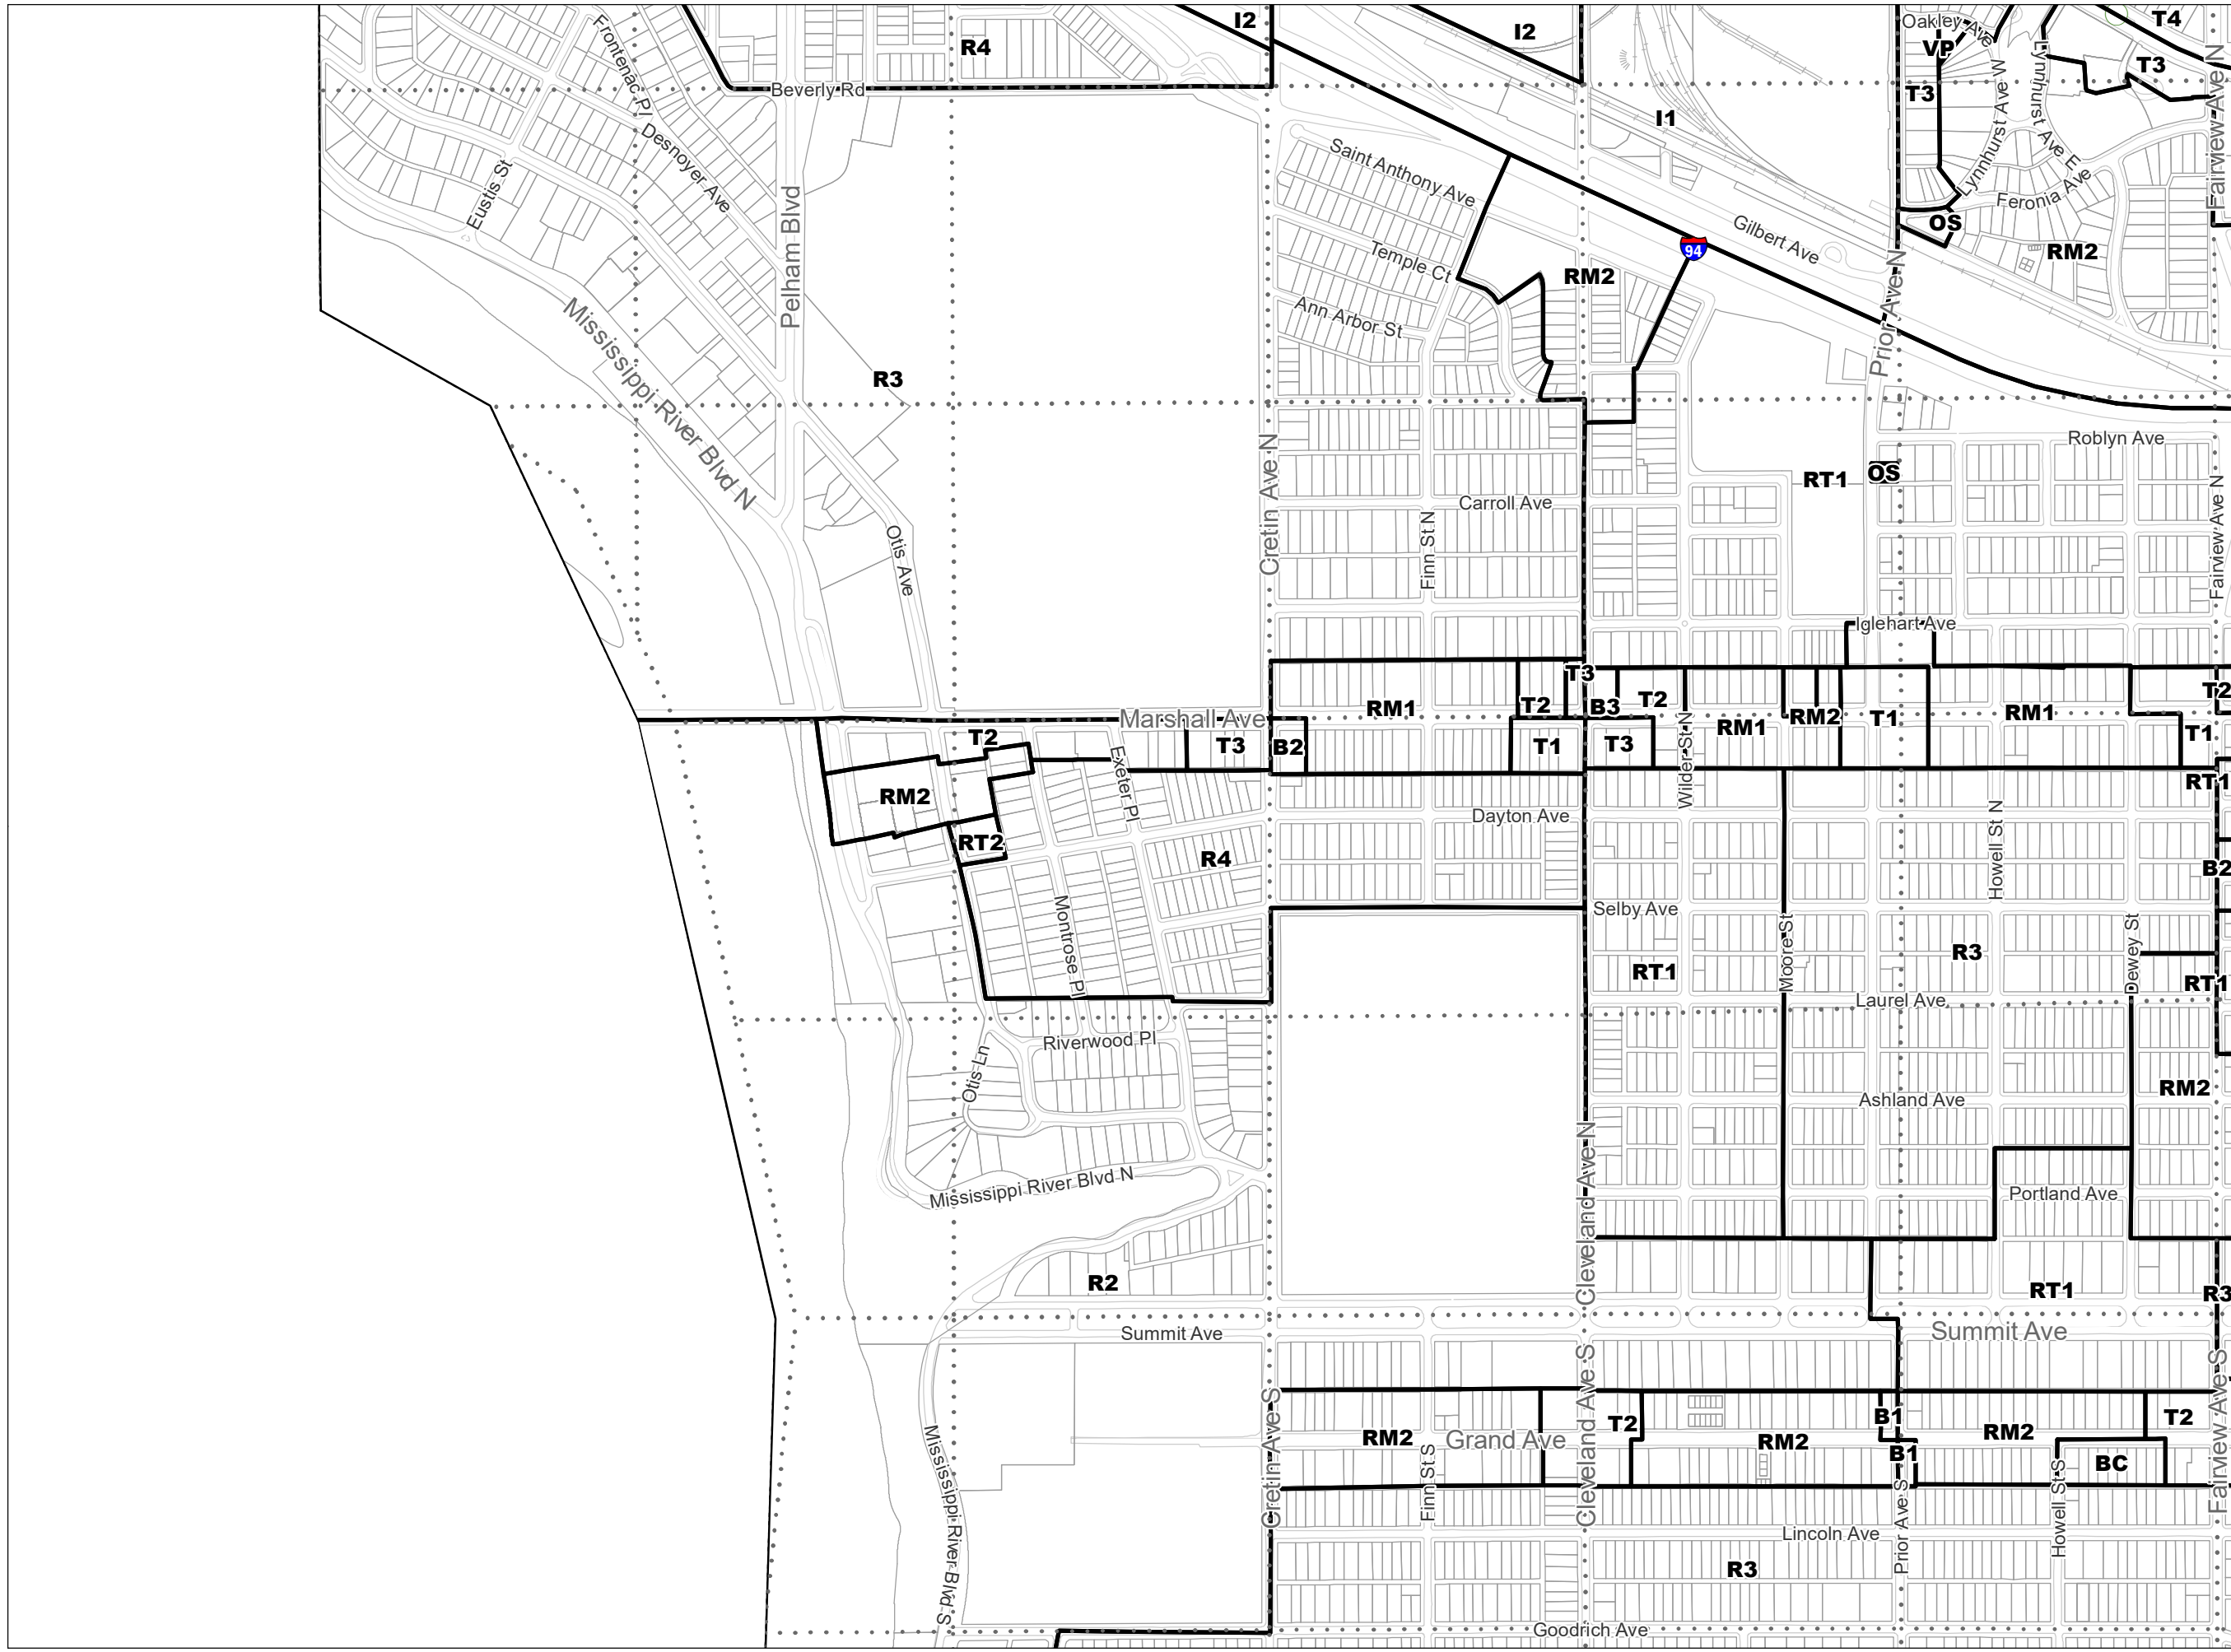 I2
I2
Oakley Ave
T4
Frontenac Pl
R4
VP
T3
Beverly Rd
T3
Lynnhurst Ave W
Lynnhurst Ave E
Fairview Ave N
I1
Desnoyer Ave
Saint Anthony Ave
Eustis St
Feronia Ave
Pelham Blvd
OS
Gilbert Ave
RM2
94
Temple Ct
RM2
Prior Ave N
Ann Arbor St
Mississippi River Blvd N
R3
Roblyn Ave
Cretin Ave N
RT1
OS
Carroll Ave
Finn St N
Fairview Ave N
Otis Ave
Iglehart Ave
T3
T2
RM1
T2
B3
T2
RM1
RM2
T1
RM1
Marshall Ave
T1
T2
T3
B2
T1
T3
Wilder St N
Exeter Pl
RT1
RM2
Dayton Ave
RT2
R4
Howell St N
B2
Montrose Pl
Selby Ave
Moore St
Dewey St
R3
RT1
RT1
Laurel Ave
Riverwood Pl
Otis Ln
RM2
Ashland Ave
Cleveland Ave N
Mississippi River Blvd N
Portland Ave
R2
RT1
R3
Summit Ave
Summit Ave
Cretin Ave S
Cleveland Ave S
Fairview Ave S
B1
T2
T2
RM2
Grand Ave
RM2
RM2
B1
BC
Finn St S
Mississippi River Blvd S
Prior Ave S
Howell St S
Lincoln Ave
R3
Goodrich Ave